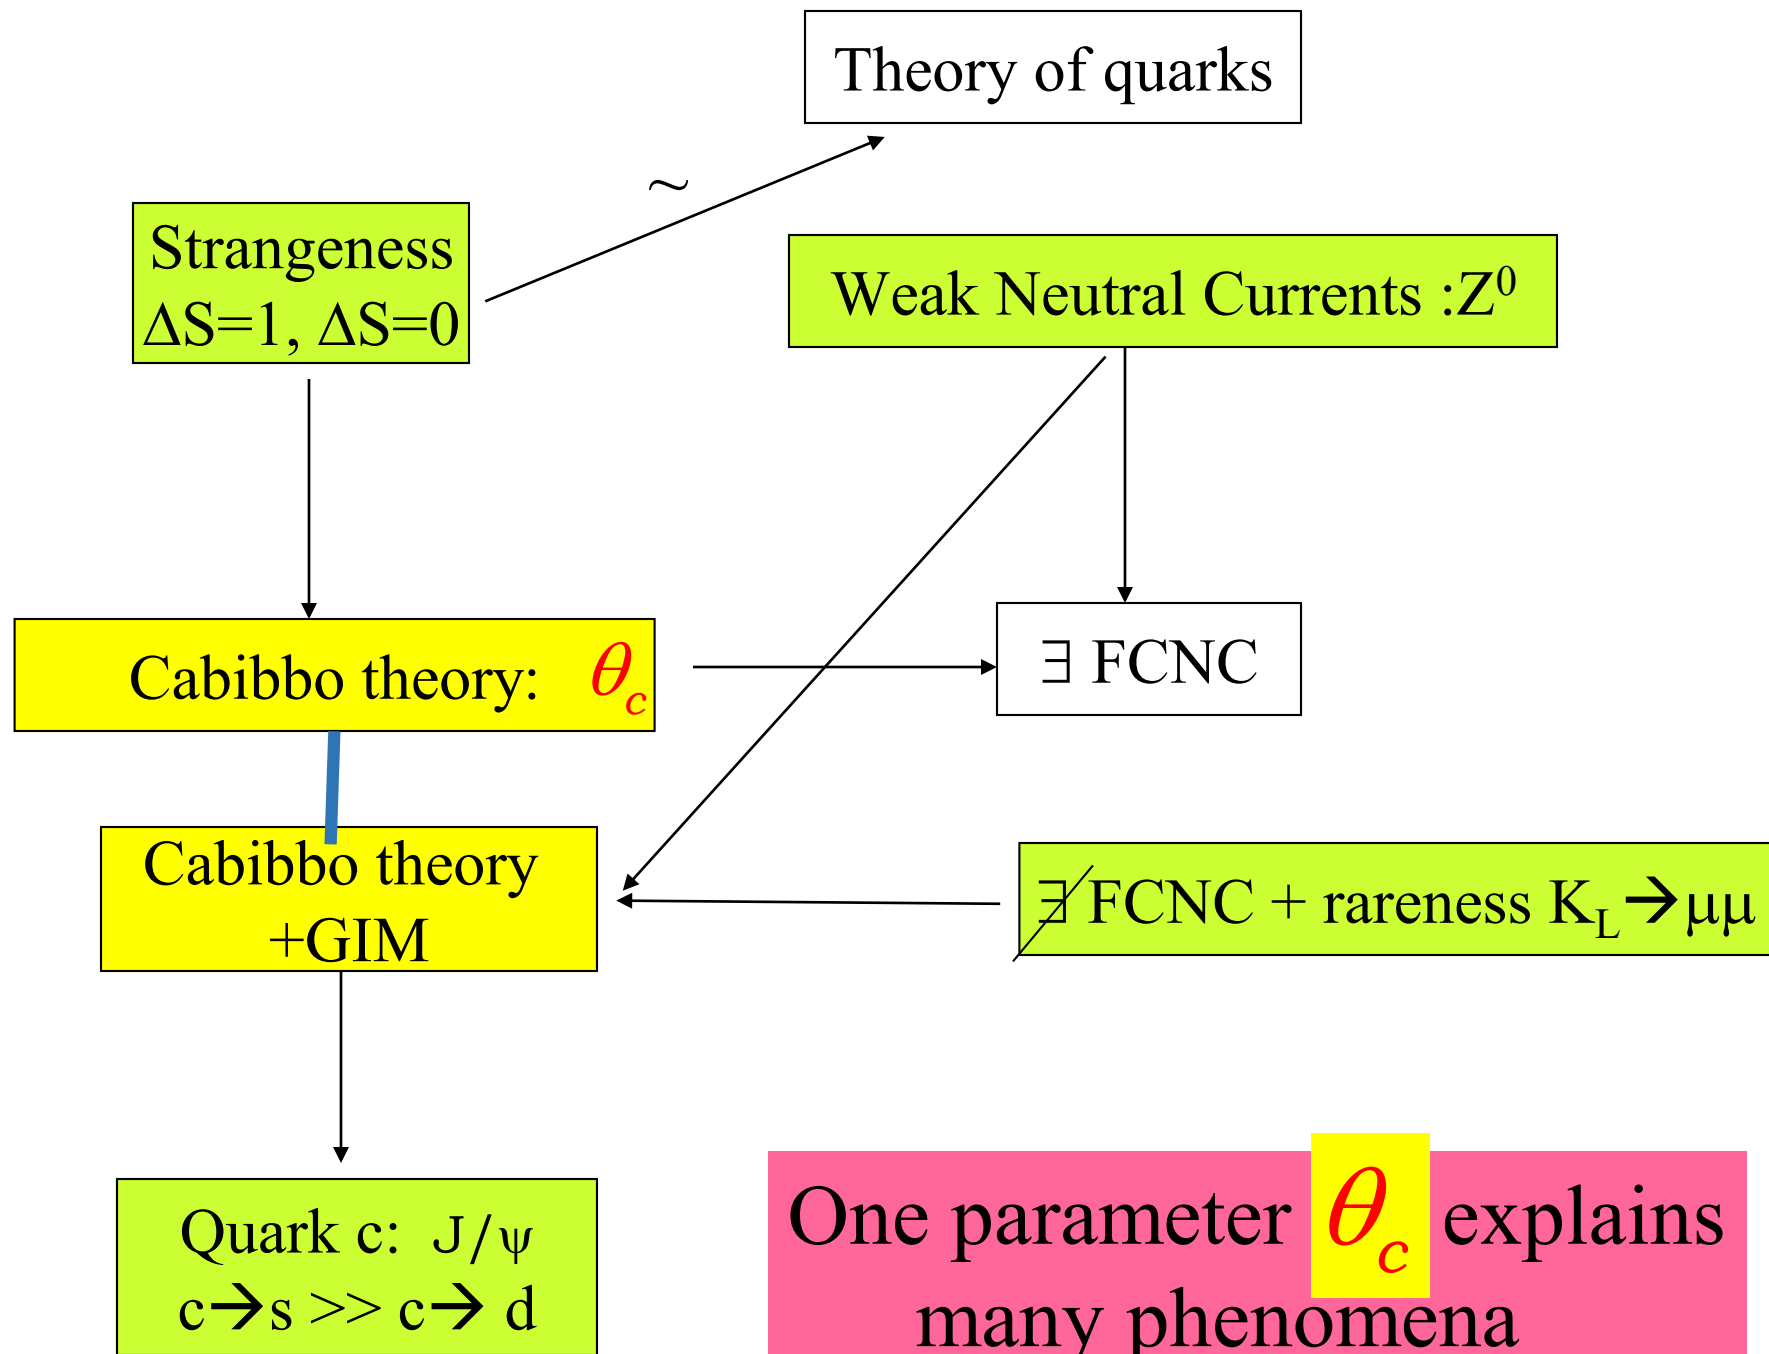 Theory of quarks
~
Strangeness
ΔS=1, ΔS=0
Weak Neutral Currents :Z⁰
Cabibbo theory: θc
∃ FCNC
Cabibbo theory
+GIM
∄ FCNC + rareness K_L→μμ
Quark c: J/ψ
c→s >> c→ d
One parameter θc explains
many phenomena